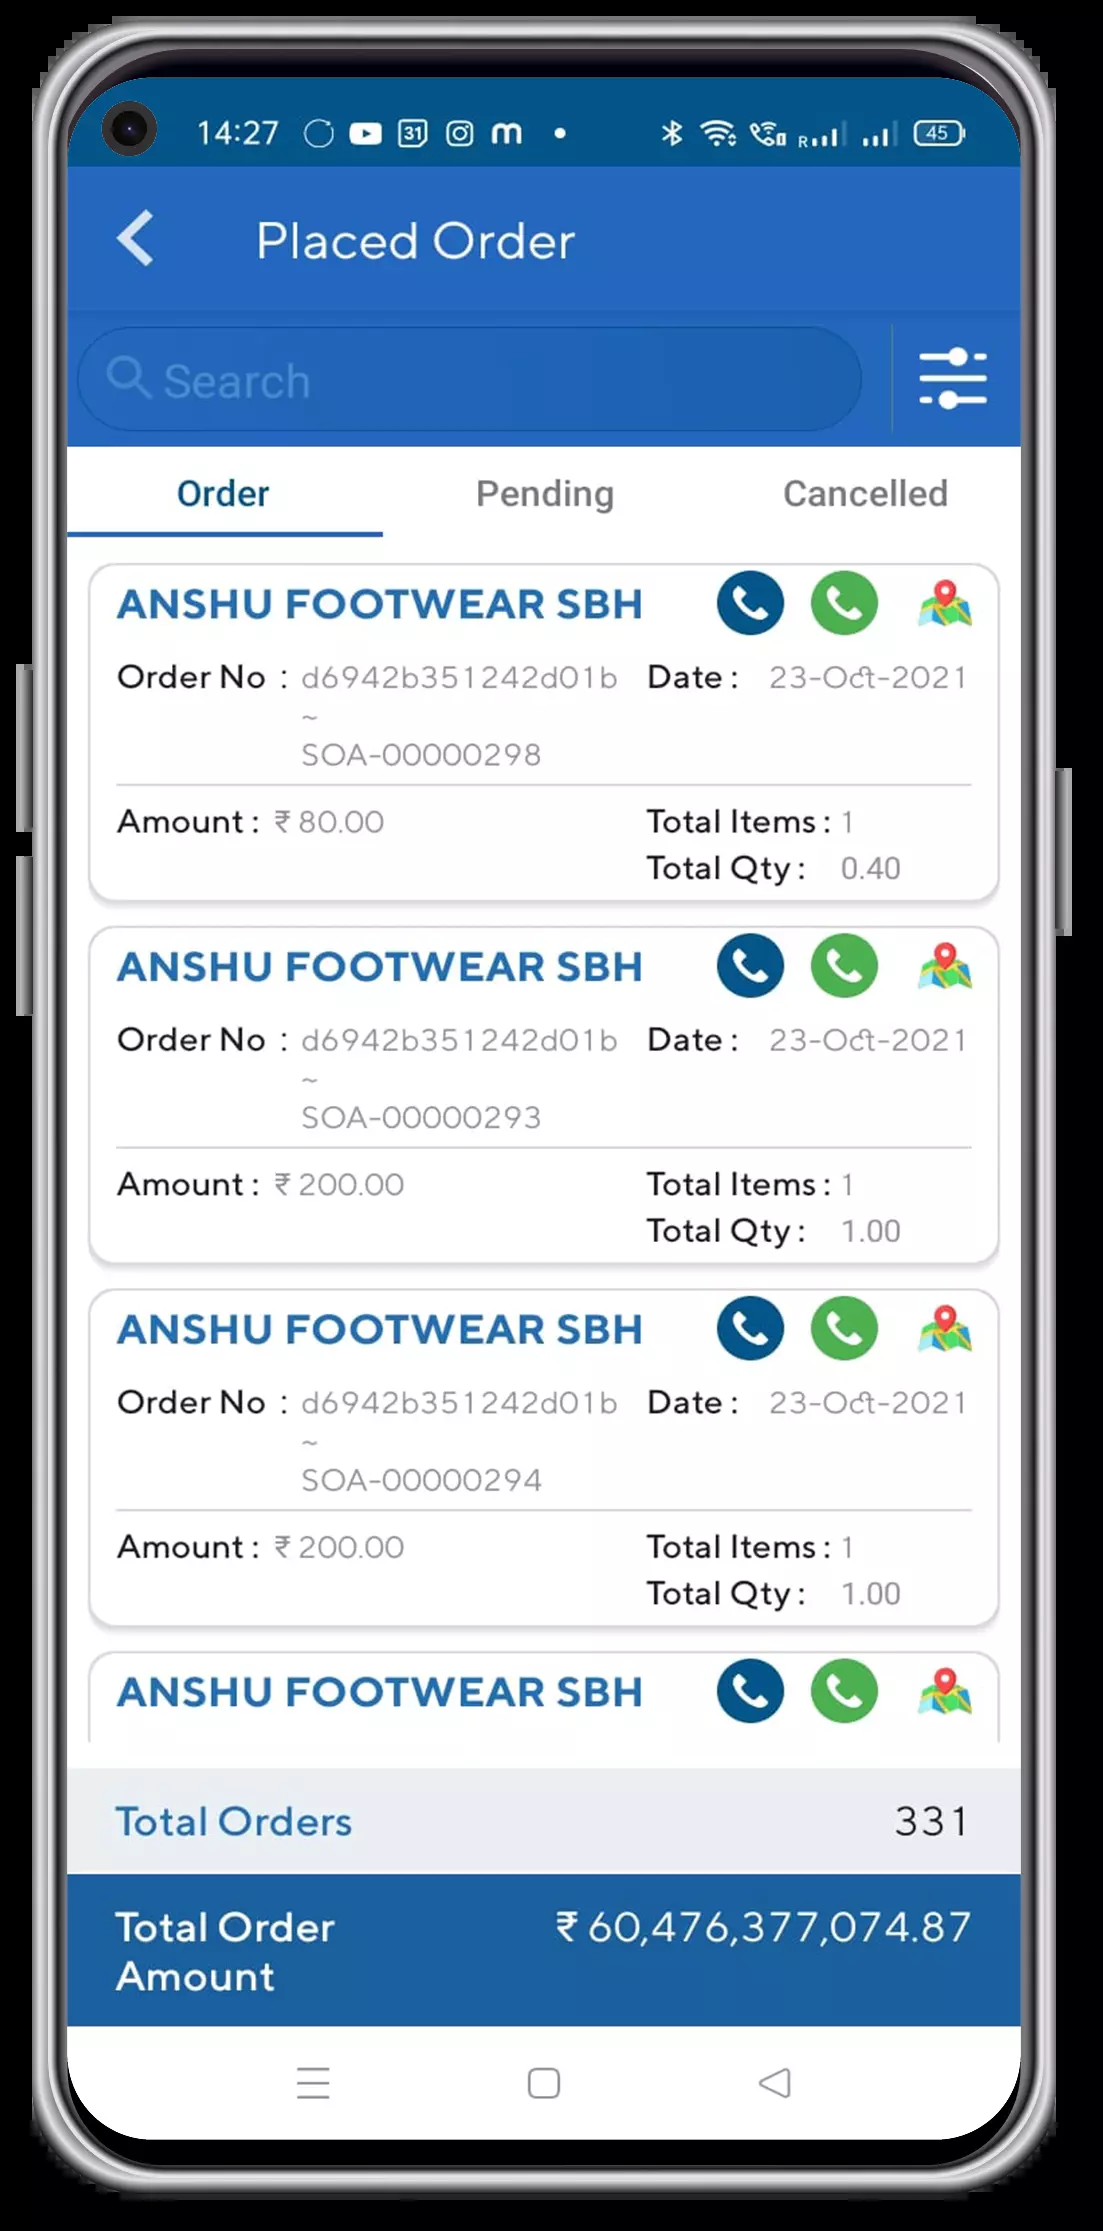 14:27 31 R 45
Placed Order
Search
Order Pending Cancelled
ANSHU FOOTWEAR SBH
Order No : d6942b351242d01b Date : 23-Oct-2021
~
SOA-00000298
Amount : ₹ 80.00 Total Items : 1
Total Qty : 0.40
ANSHU FOOTWEAR SBH
Order No : d6942b351242d01b Date : 23-Oct-2021
~
SOA-00000293
Amount : ₹ 200.00 Total Items : 1
Total Qty : 1.00
ANSHU FOOTWEAR SBH
Order No : d6942b351242d01b Date : 23-Oct-2021
~
SOA-00000294
Amount : ₹ 200.00 Total Items : 1
Total Qty : 1.00
ANSHU FOOTWEAR SBH
Total Orders 331
Total Order ₹ 60,476,377,074.87
Amount